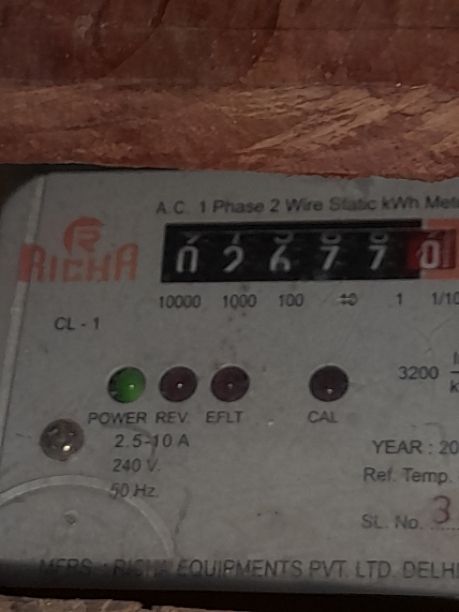 A.C. 1 Phase 2 Wire Static kWh Mete
RICHA
0 2 6 7 7 0
10000 1000 100 10 1 1/10
CL - 1
3200
POWER REV. EFLT CAL
2.5-10 A
240 V.
50 Hz.
YEAR : 20
Ref. Temp.
SL. No. 3
MFRS. : RICHA EQUIPMENTS PVT. LTD. DELHI